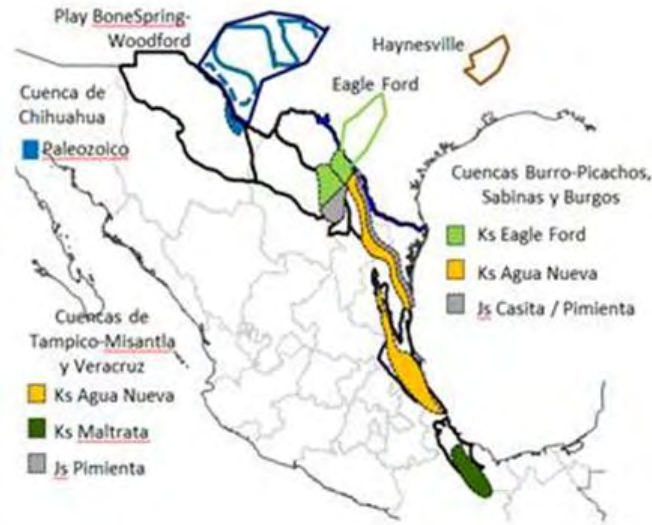 Play BoneSpring-
Woodford
Haynesville
Eagle Ford
Cuenca de
Chihuahua
Paleozoico
Cuencas Burro-Picachos,
Sabinas y Burgos
Ks Eagle Ford
Ks Agua Nueva
Js Casita / Pimienta
Cuencas de
Tampico-Misantla
y Veracruz
Ks Agua Nueva
Ks Maltrata
Js Pimienta